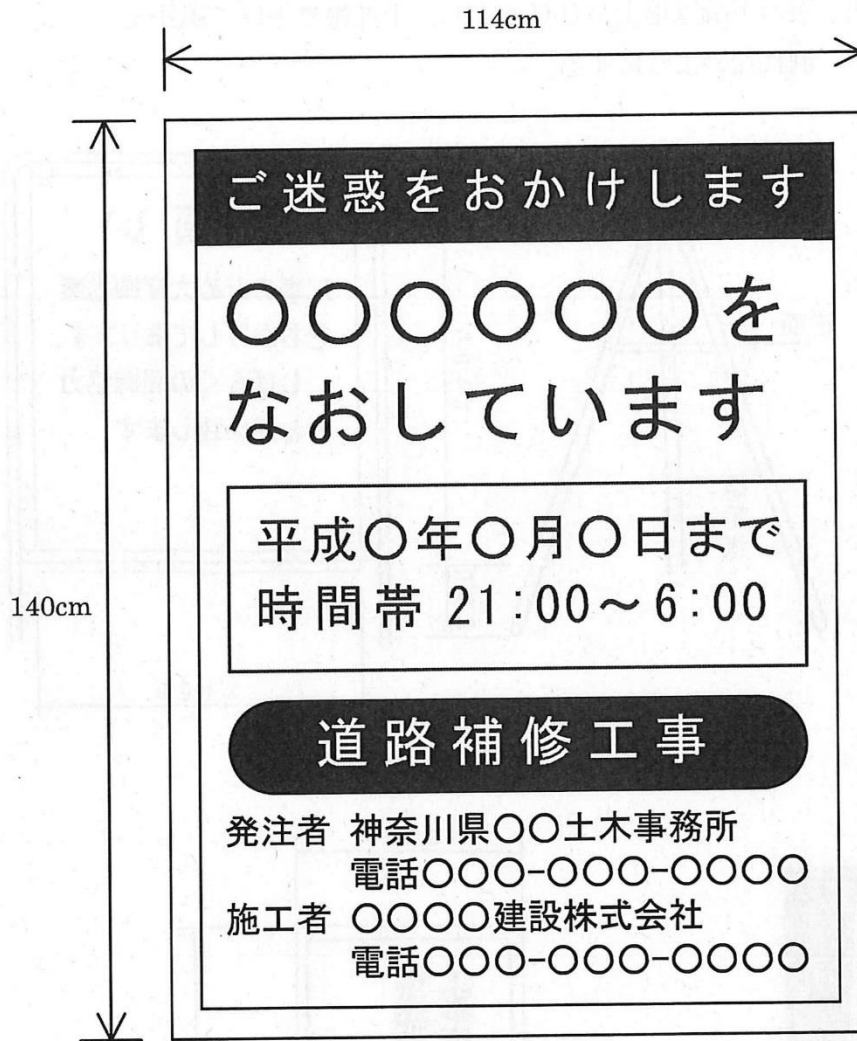 114cm
ご迷惑をおかけします
〇〇〇〇〇〇を
なおしています
平成〇年〇月〇日まで
時間帯 21:00～6:00
140cm
道路補修工事
発注者 神奈川県〇〇土木事務所
電話〇〇〇-〇〇〇-〇〇〇〇
施工者 〇〇〇〇建設株式会社
電話〇〇〇-〇〇〇-〇〇〇〇